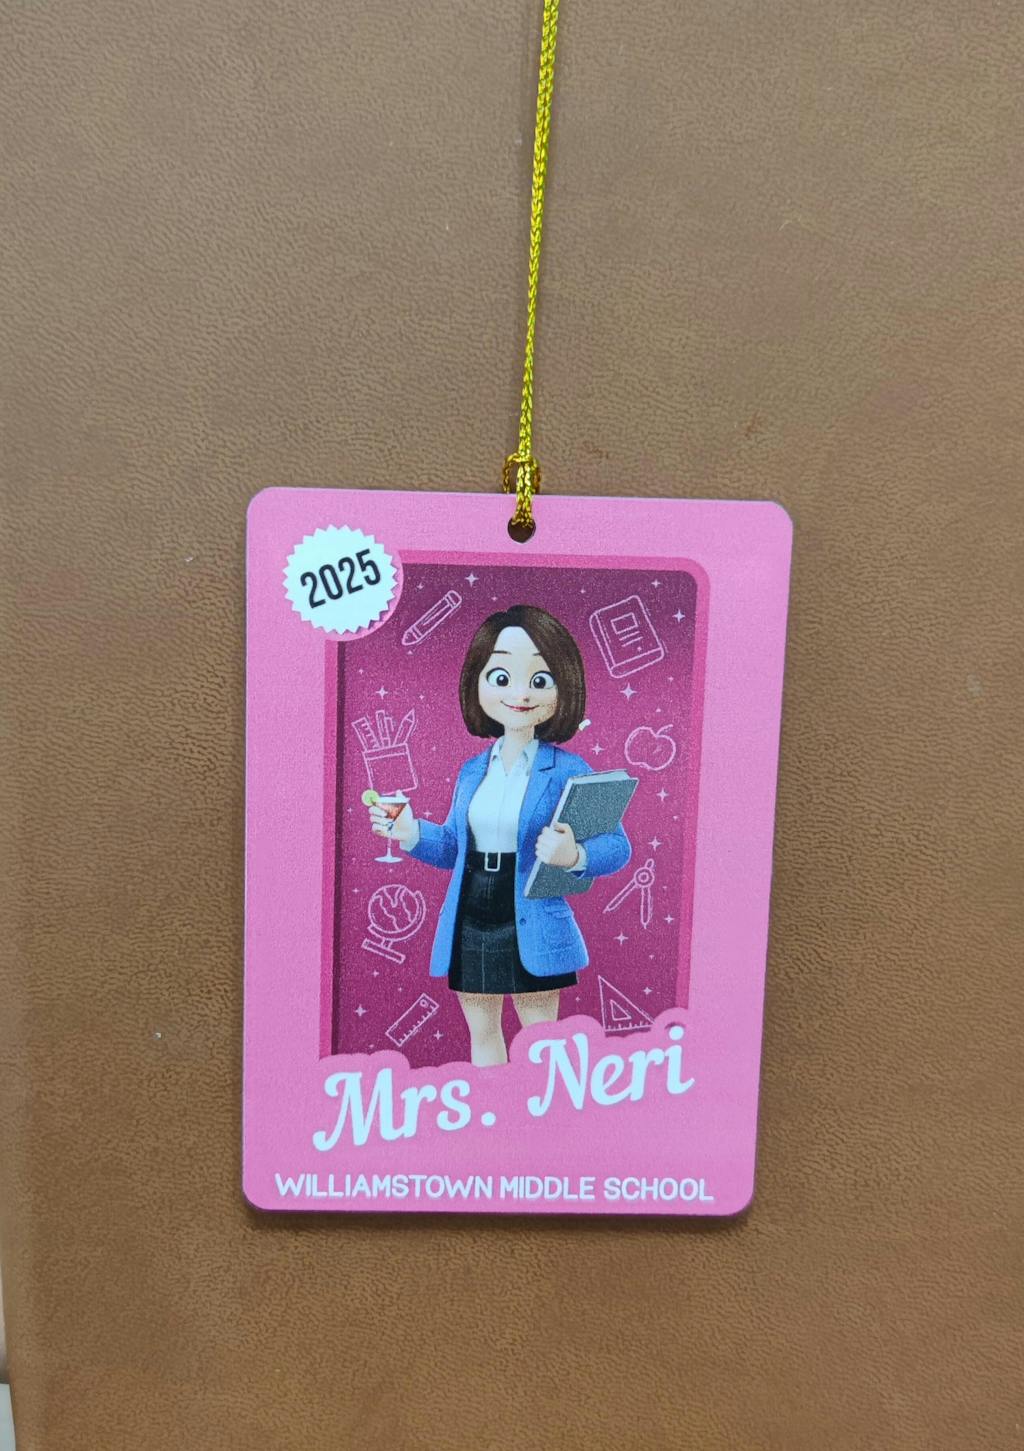 2025
Mrs. Neri
WILLIAMSTOWN MIDDLE SCHOOL